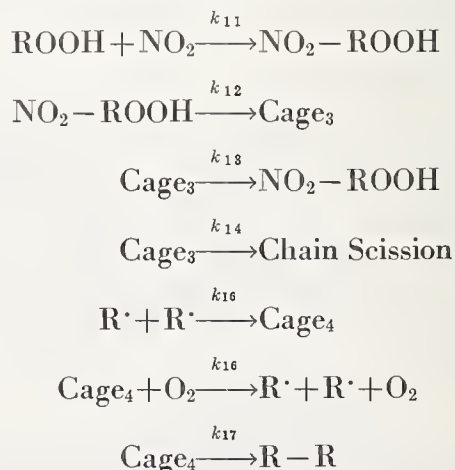 k₁₁
ROOH+NO₂⟶NO₂−ROOH
k₁₂
NO₂−ROOH⟶Cage₃
k₁₃
Cage₃⟶NO₂−ROOH
k₁₄
Cage₃⟶Chain Scission
k₁₆
R·+R·⟶Cage₄
k₁₆
Cage₄+O₂⟶R·+R·+O₂
k₁₇
Cage₄⟶R−R